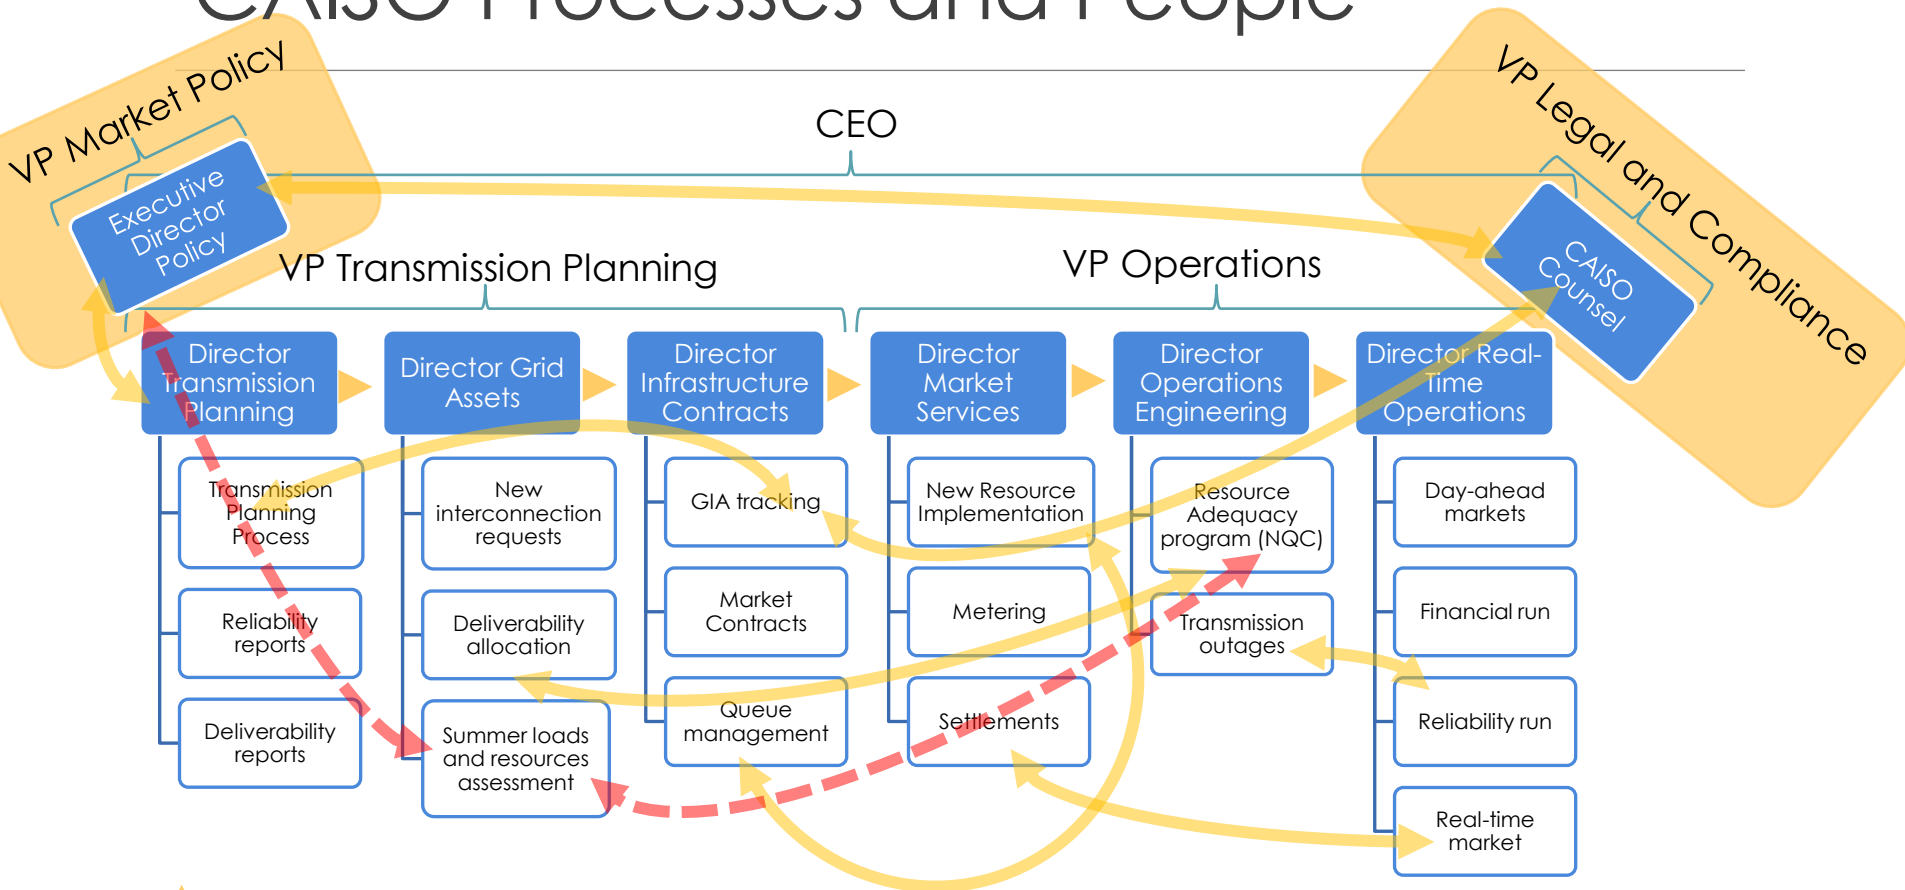 CAISO Processes and People
VP Market Policy
Executive
Director
Policy
CEO
VP Legal and Compliance
CAISO
Counsel
VP Transmission Planning
VP Operations
Director
Transmission
Planning
Director Grid
Assets
Director
Infrastructure
Contracts
Director
Market
Services
Director
Operations
Engineering
Director Real-
Time
Operations
Transmission
Planning
Process
Reliability
reports
Deliverability
reports
New
interconnection
requests
Deliverability
allocation
Summer loads
and resources
assessment
GIA tracking
Market
Contracts
Queue
management
New Resource
Implementation
Metering
Settlements
Resource
Adequacy
program (NQC)
Transmission
outages
Day-ahead
markets
Financial run
Reliability run
Real-time
market